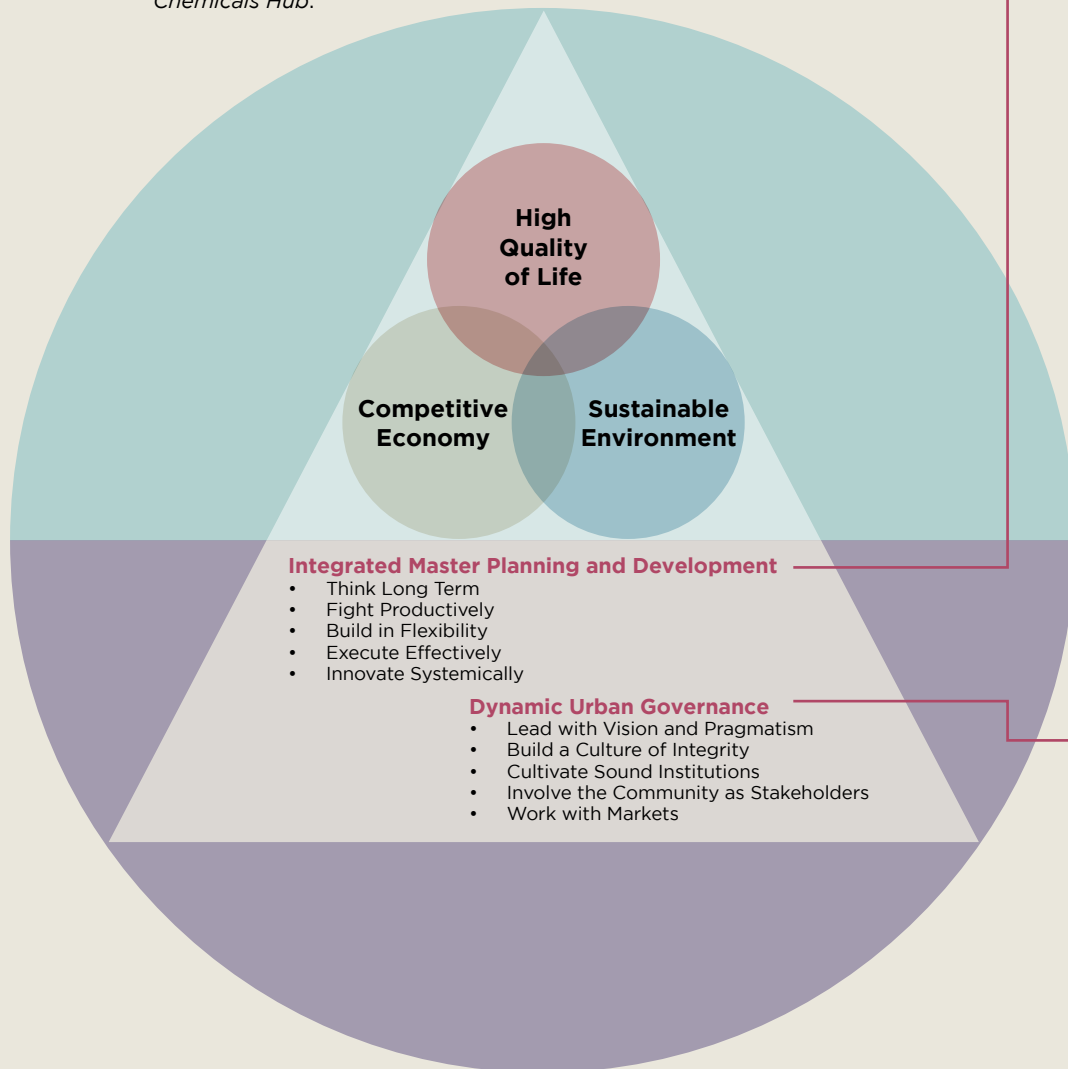 Chemicals Hub.
High
Quality
of Life
Competitive
Economy
Sustainable
Environment
Integrated Master Planning and Development
• Think Long Term
• Fight Productively
• Build in Flexibility
• Execute Effectively
• Innovate Systemically
Dynamic Urban Governance
• Lead with Vision and Pragmatism
• Build a Culture of Integrity
• Cultivate Sound Institutions
• Involve the Community as Stakeholders
• Work with Markets